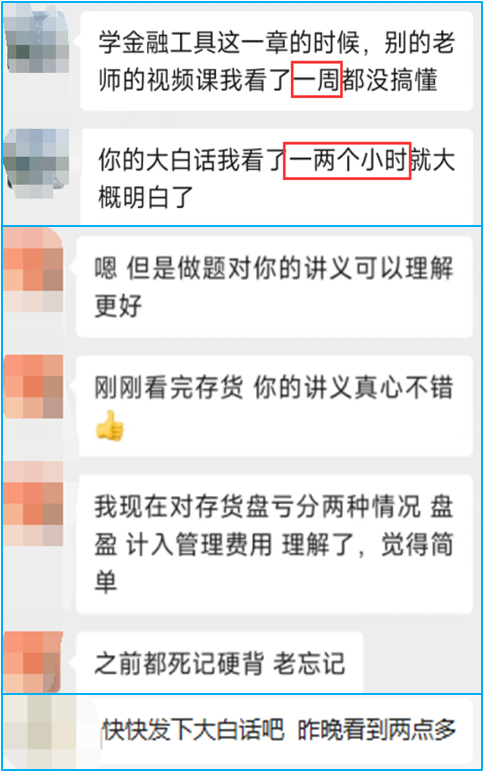 学金融工具这一章的时候，别的老
师的视频课我看了一周都没搞懂
你的大白话我看了一两个小时就大
概明白了
嗯 但是做题对你的讲义可以理解
更好
刚刚看完存货 你的讲义真心不错
👍
我现在对存货盘亏分两种情况 盘
盈 计入管理费用 理解了，觉得简
单
之前都死记硬背 老忘记
快快发下大白话吧 昨晚看到两点多